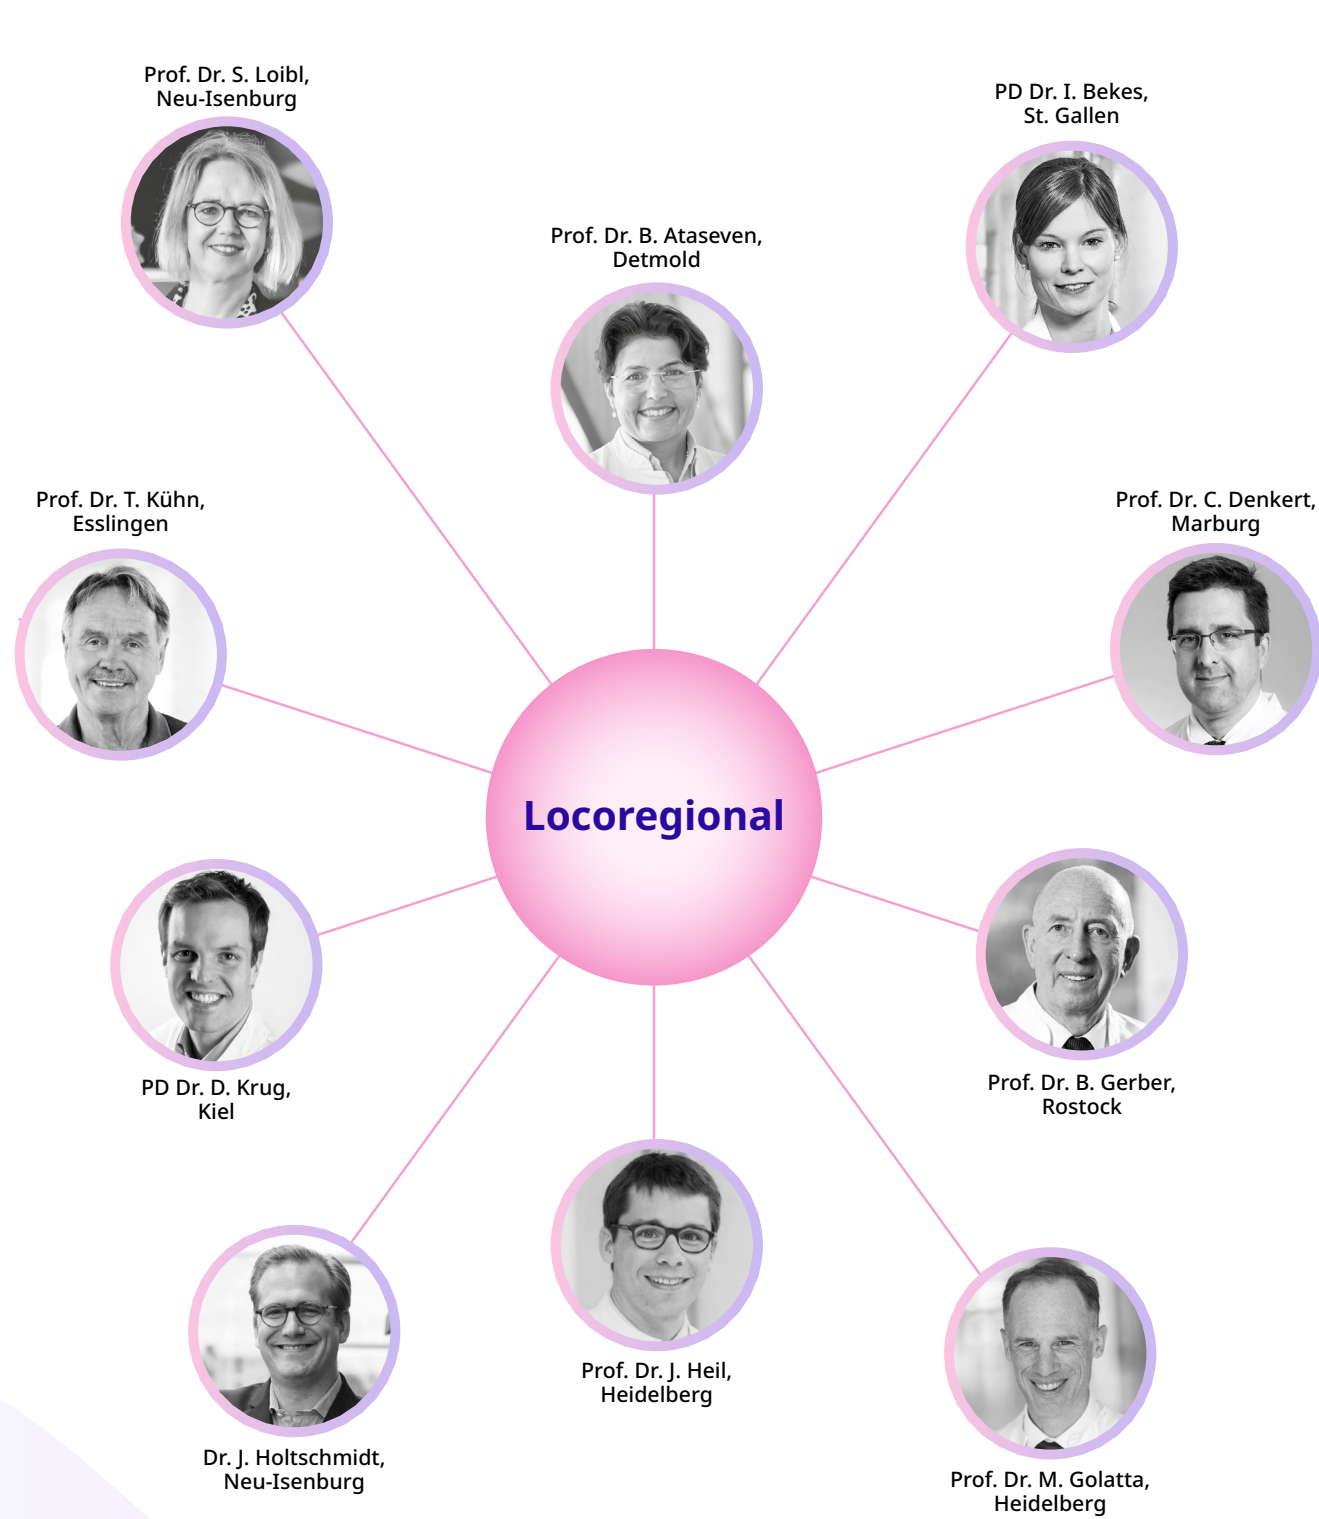 Prof. Dr. S. Loibl,
Neu-Isenburg
PD Dr. I. Bekes,
St. Gallen
Prof. Dr. B. Ataseven,
Detmold
Prof. Dr. T. Kühn,
Esslingen
Prof. Dr. C. Denkert,
Marburg
Locoregional
PD Dr. D. Krug,
Kiel
Prof. Dr. B. Gerber,
Rostock
Prof. Dr. J. Heil,
Heidelberg
Dr. J. Holtschmidt,
Neu-Isenburg
Prof. Dr. M. Golatta,
Heidelberg